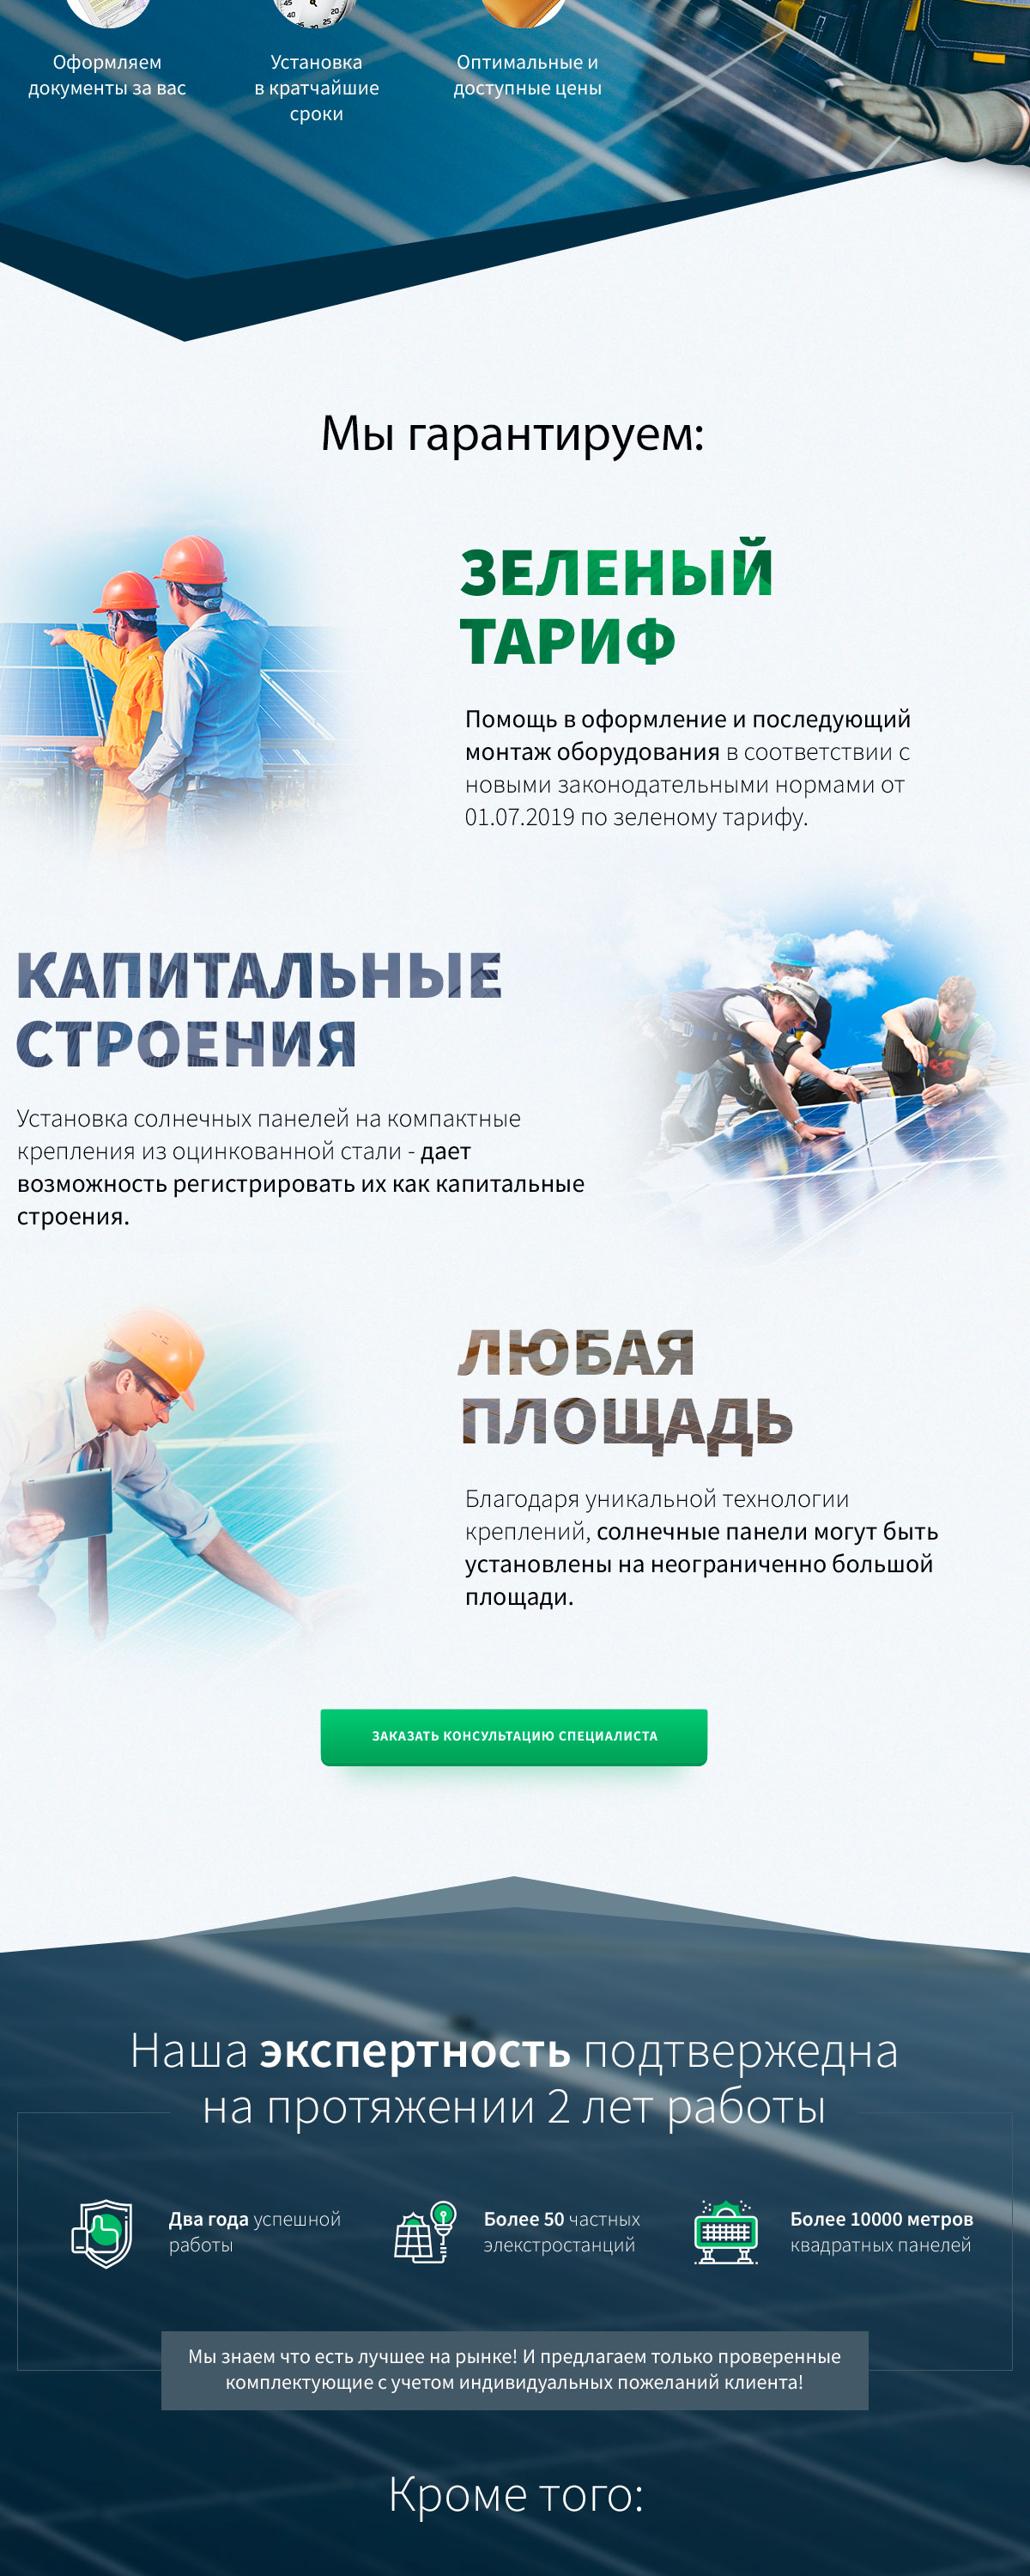 Оформляем
документы за вас
Установка
в кратчайшие
сроки
Оптимальные и
доступные цены
Мы гарантируем:
ЗЕЛЕНЫЙ
ТАРИФ
Помощь в оформление и последующий
монтаж оборудования в соответствии с
новыми законодательными нормами от
01.07.2019 по зеленому тарифу.
КАПИТАЛЬНЫЕ
СТРОЕНИЯ
Установка солнечных панелей на компактные
крепления из оцинкованной стали - дает
возможность регистрировать их как капитальные
строения.
ЛЮБАЯ
ПЛОЩАДЬ
Благодаря уникальной технологии
креплений, солнечные панели могут быть
установлены на неограниченно большой
площади.
ЗАКАЗАТЬ КОНСУЛЬТАЦИЮ СПЕЦИАЛИСТА
Наша экспертность подтвержедна
на протяжении 2 лет работы
Два года успешной
работы
Более 50 частных
элекстростанций
Более 10000 метров
квадратных панелей
Мы знаем что есть лучшее на рынке! И предлагаем только проверенные
комплектующие с учетом индивидуальных пожеланий клиента!
Кроме того: